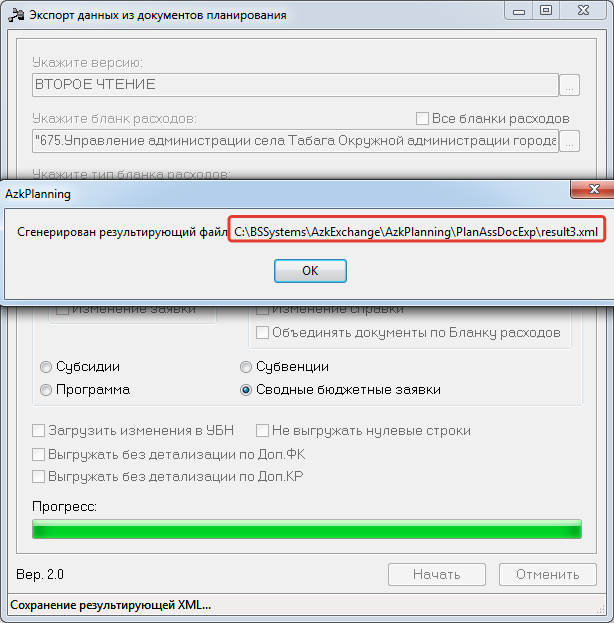 Экспорт данных из документов планирования
Укажите версию:
ВТОРОЕ ЧТЕНИЕ
...
Укажите бланк расходов:
Все бланки расходов
"675.Управление администрации села Табага Окружной администрации города
...
Укажите тип бланка расходов:
AzkPlanning
Сгенерирован результирующий файл C:\BSSystems\AzkExchange\AzkPlanning\PlanAssDocExp\result3.xml
OK
Изменение заявки
Изменение справки
Объединять документы по Бланку расходов
Субсидии
Субвенции
Программа
Сводные бюджетные заявки
Загрузить изменения в УБН
Не выгружать нулевые строки
Выгружать без детализации по Доп.ФК
Выгружать без детализации по Доп.КР
Прогресс:
Вер. 2.0
Начать
Отменить
Сохранение результирующей XML...